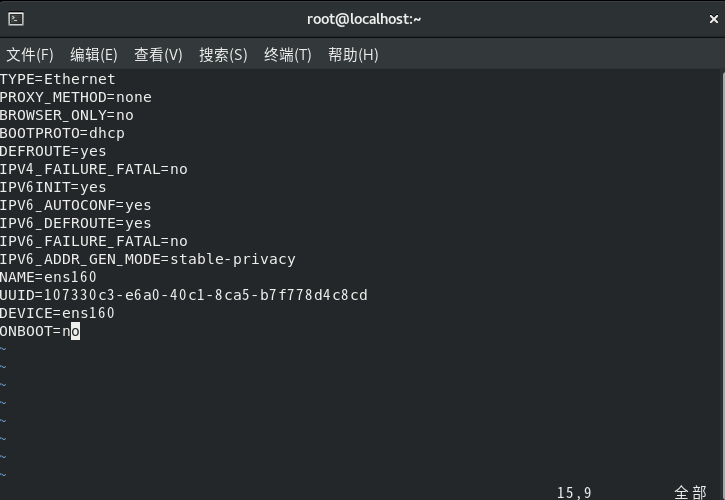 root@localhost:~
文件(F) 编辑(E) 查看(V) 搜索(S) 终端(T) 帮助(H)
TYPE=Ethernet
PROXY_METHOD=none
BROWSER_ONLY=no
BOOTPROTO=dhcp
DEFROUTE=yes
IPV4_FAILURE_FATAL=no
IPV6INIT=yes
IPV6_AUTOCONF=yes
IPV6_DEFROUTE=yes
IPV6_FAILURE_FATAL=no
IPV6_ADDR_GEN_MODE=stable-privacy
NAME=ens160
UUID=107330c3-e6a0-40c1-8ca5-b7f778d4c8cd
DEVICE=ens160
ONBOOT=no
~
~
~
~
~
~
~
~
15,9 全部